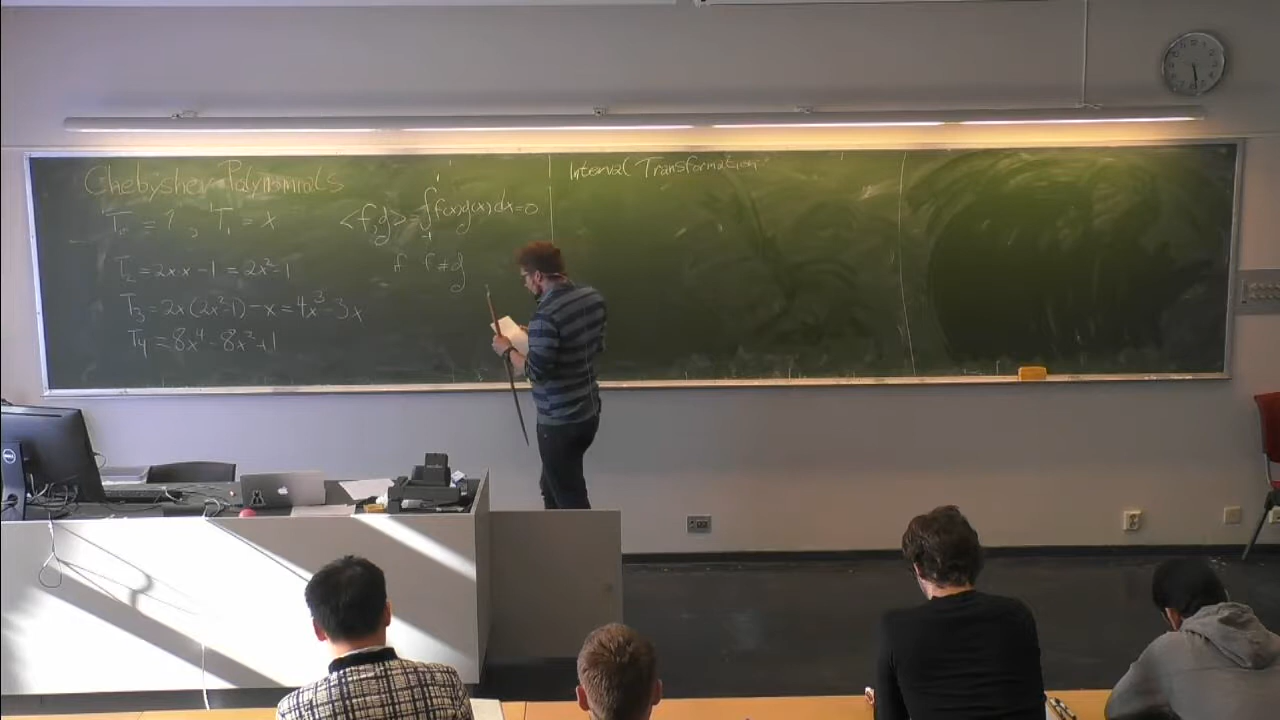 Chebyshev Polynomials
T₀ = 1, T₁ = x
T₂ = 2x·x - 1 = 2x² - 1
T₃ = 2x(2x²-1) - x = 4x³ - 3x
T₄ = 8x⁴ - 8x² + 1
<f,g> = ∫₋₁¹ f(x)g(x)dx = 0
if f ≠ g
Interval Transformation
DELL